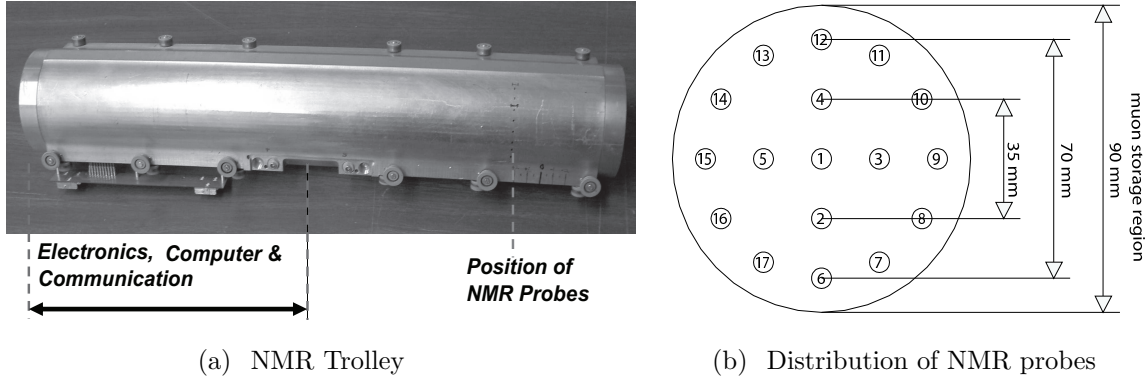 Electronics, Computer &
Communication
Position of
NMR Probes
(a) NMR Trolley
12
13
11
14
4
10
15
5
1
3
9
16
2
8
17
7
6
35 mm
70 mm
90 mm
muon storage region
(b) Distribution of NMR probes